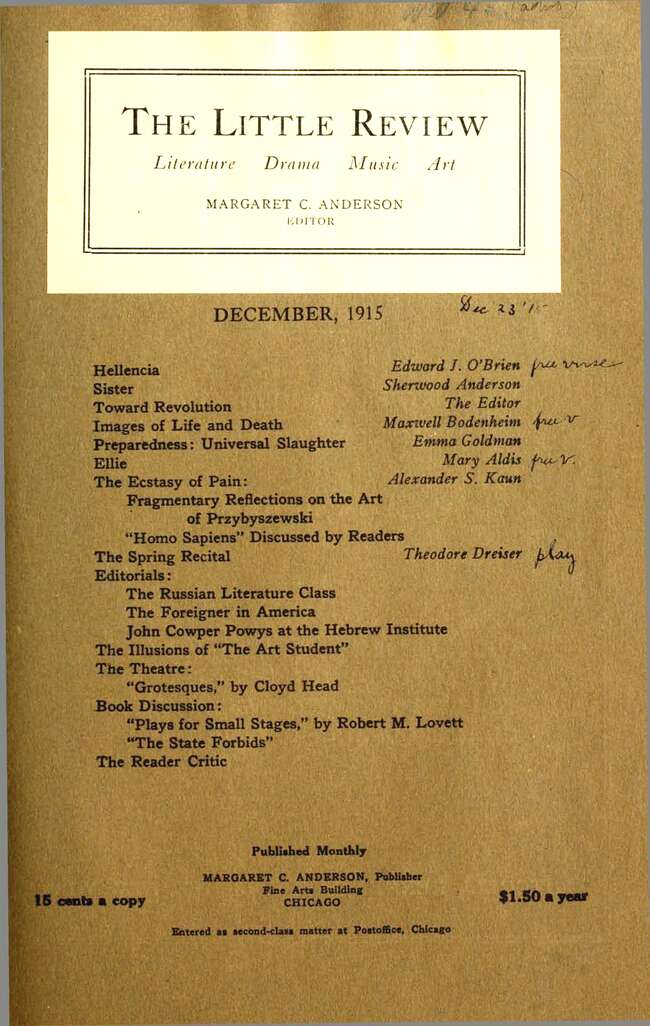 THE LITTLE REVIEW
Literature Drama Music Art
MARGARET C. ANDERSON
EDITOR
DECEMBER, 1915 Dec 23 '15
Hellencia Edward J. O'Brien free verse
Sister Sherwood Anderson
Toward Revolution The Editor
Images of Life and Death Maxwell Bodenheim free v
Preparedness: Universal Slaughter Emma Goldman
Ellie Mary Aldis free v.
The Ecstasy of Pain: Alexander S. Kaun
Fragmentary Reflections on the Art
of Przybyszewski
"Homo Sapiens" Discussed by Readers
The Spring Recital Theodore Dreiser play
Editorials:
The Russian Literature Class
The Foreigner in America
John Cowper Powys at the Hebrew Institute
The Illusions of "The Art Student"
The Theatre:
"Grotesques," by Cloyd Head
Book Discussion:
"Plays for Small Stages," by Robert M. Lovett
"The State Forbids"
The Reader Critic
Published Monthly
MARGARET C. ANDERSON, Publisher
Fine Arts Building
CHICAGO
15 cents a copy $1.50 a year
Entered as second-class matter at Postoffice, Chicago